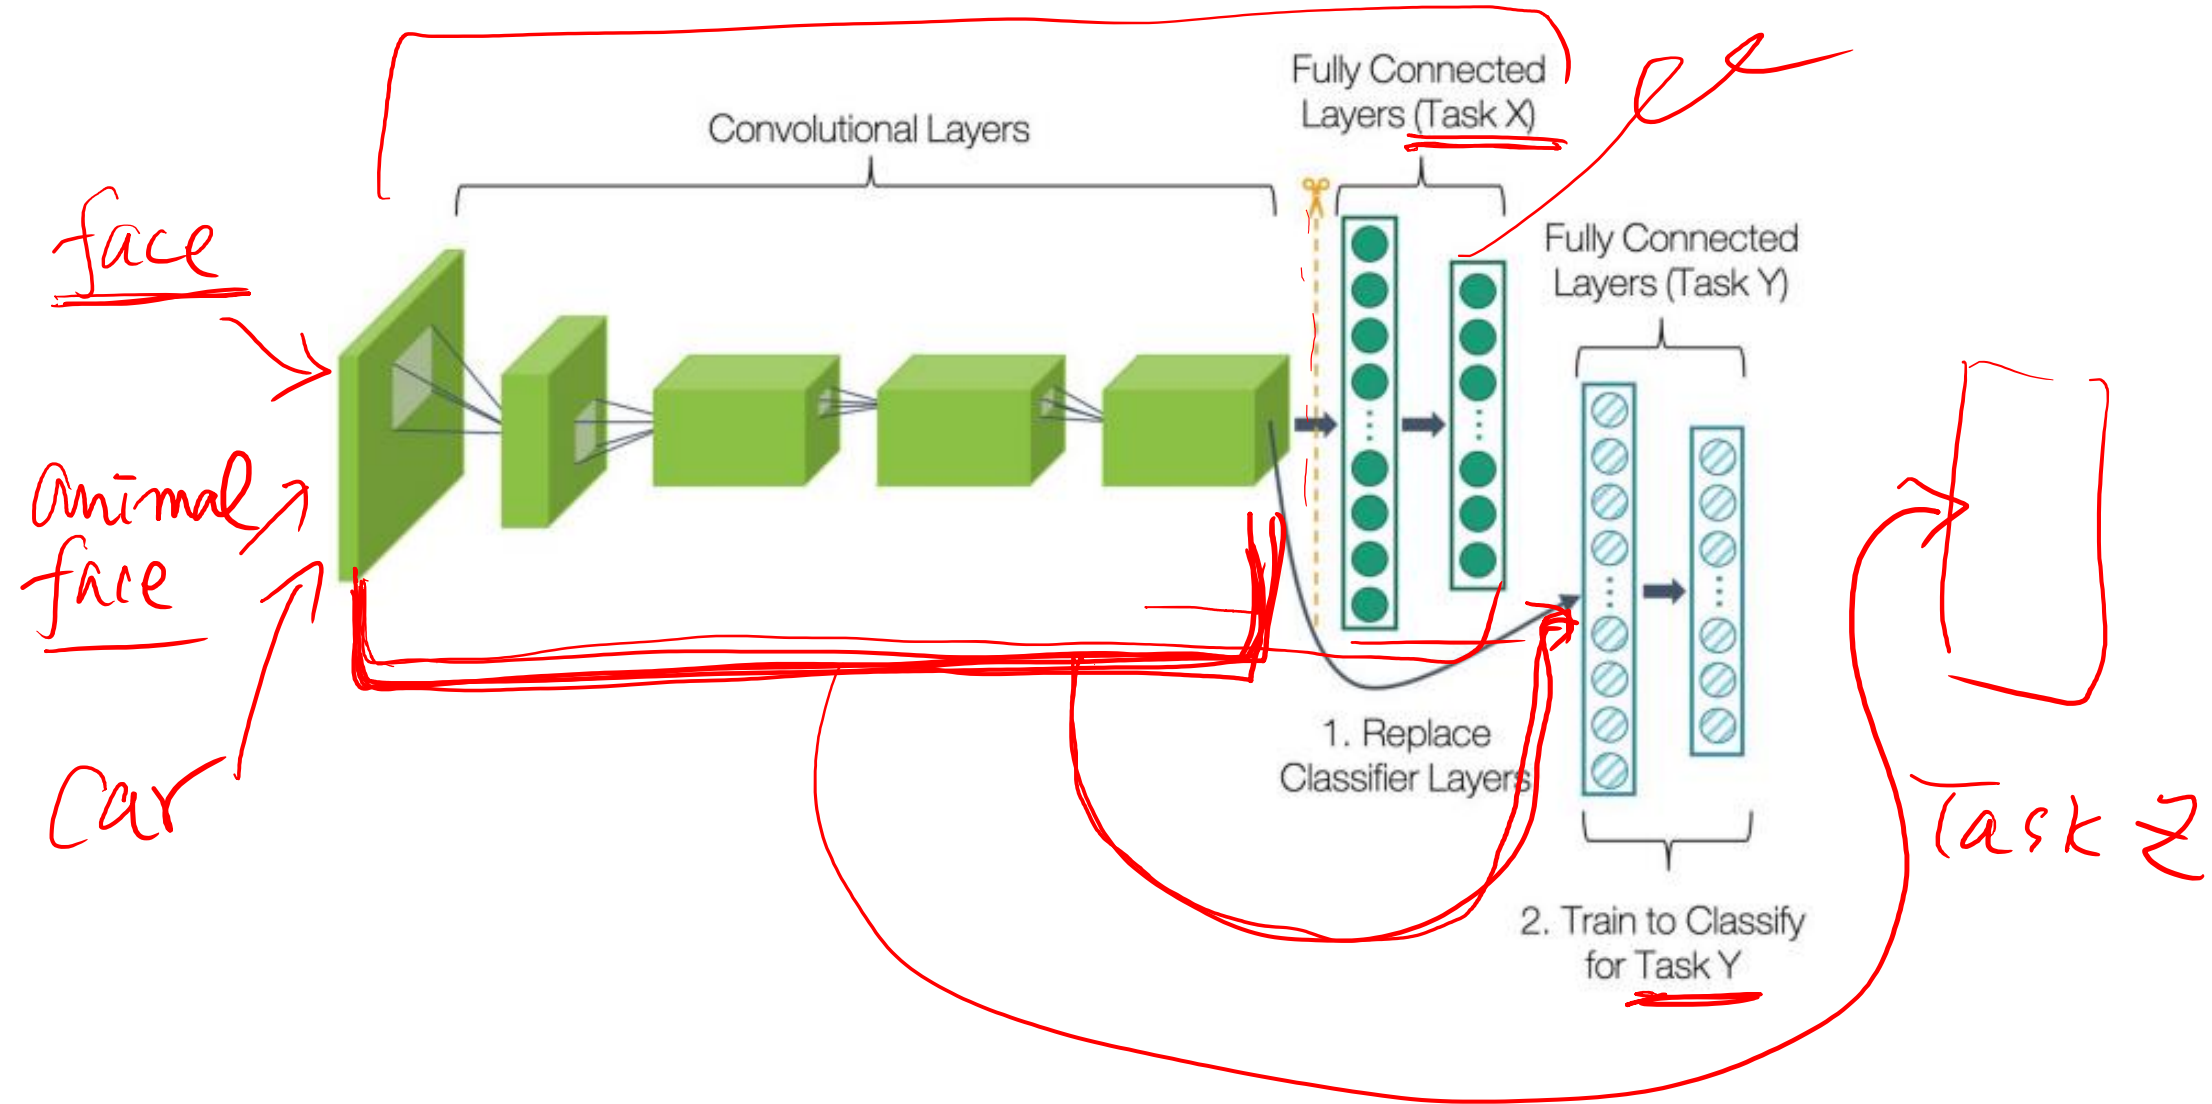 Fully Connected
Layers (Task X)
Convolutional Layers
face
Fully Connected
Layers (Task Y)
animal
face
1. Replace
Classifier Layers
car
Task Z
2. Train to Classify
for Task Y